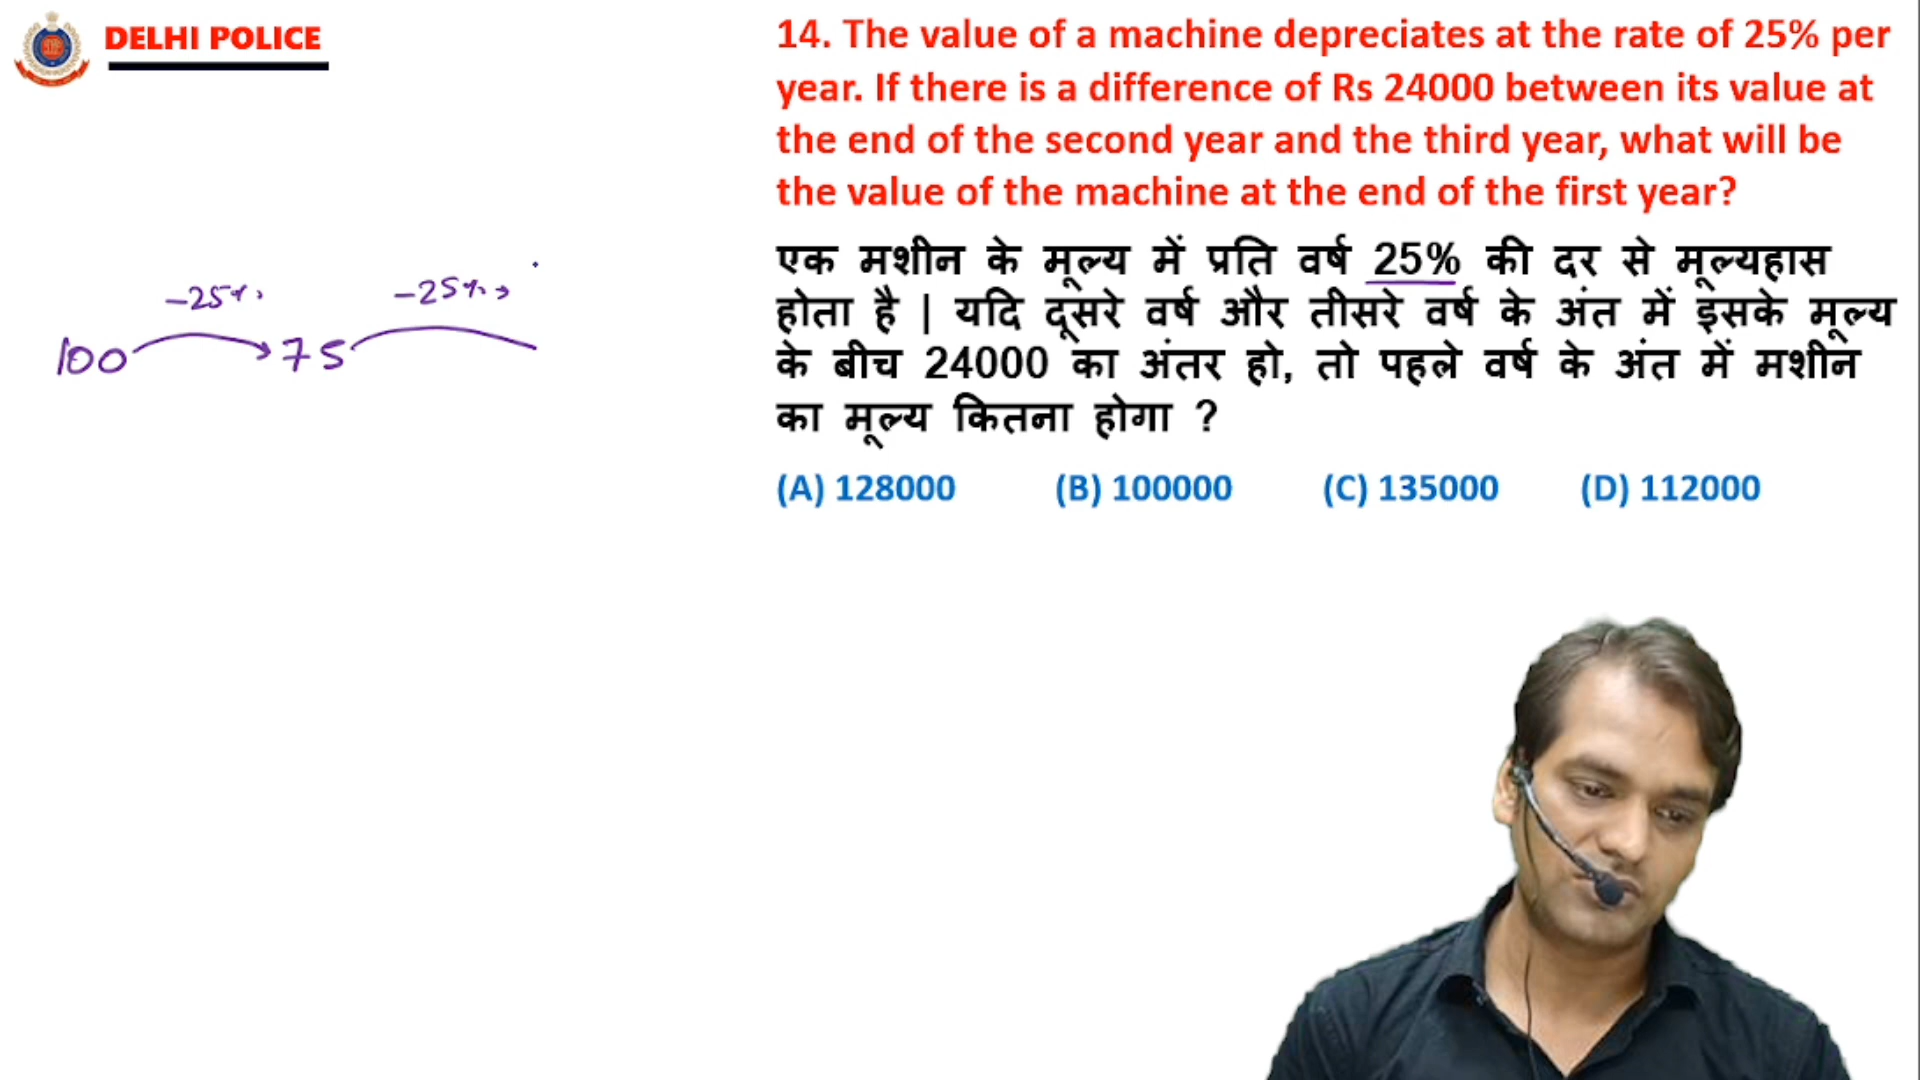 DELHI POLICE
14. The value of a machine depreciates at the rate of 25% per
year. If there is a difference of Rs 24000 between its value at
the end of the second year and the third year, what will be
the value of the machine at the end of the first year?
एक मशीन के मूल्य में प्रति वर्ष 25% की दर से मूल्यहास
होता है | यदि दूसरे वर्ष और तीसरे वर्ष के अंत में इसके मूल्य
के बीच 24000 का अंतर हो, तो पहले वर्ष के अंत में मशीन
का मूल्य कितना होगा ?
(A) 128000 (B) 100000 (C) 135000 (D) 112000
-25% -25%
100 75